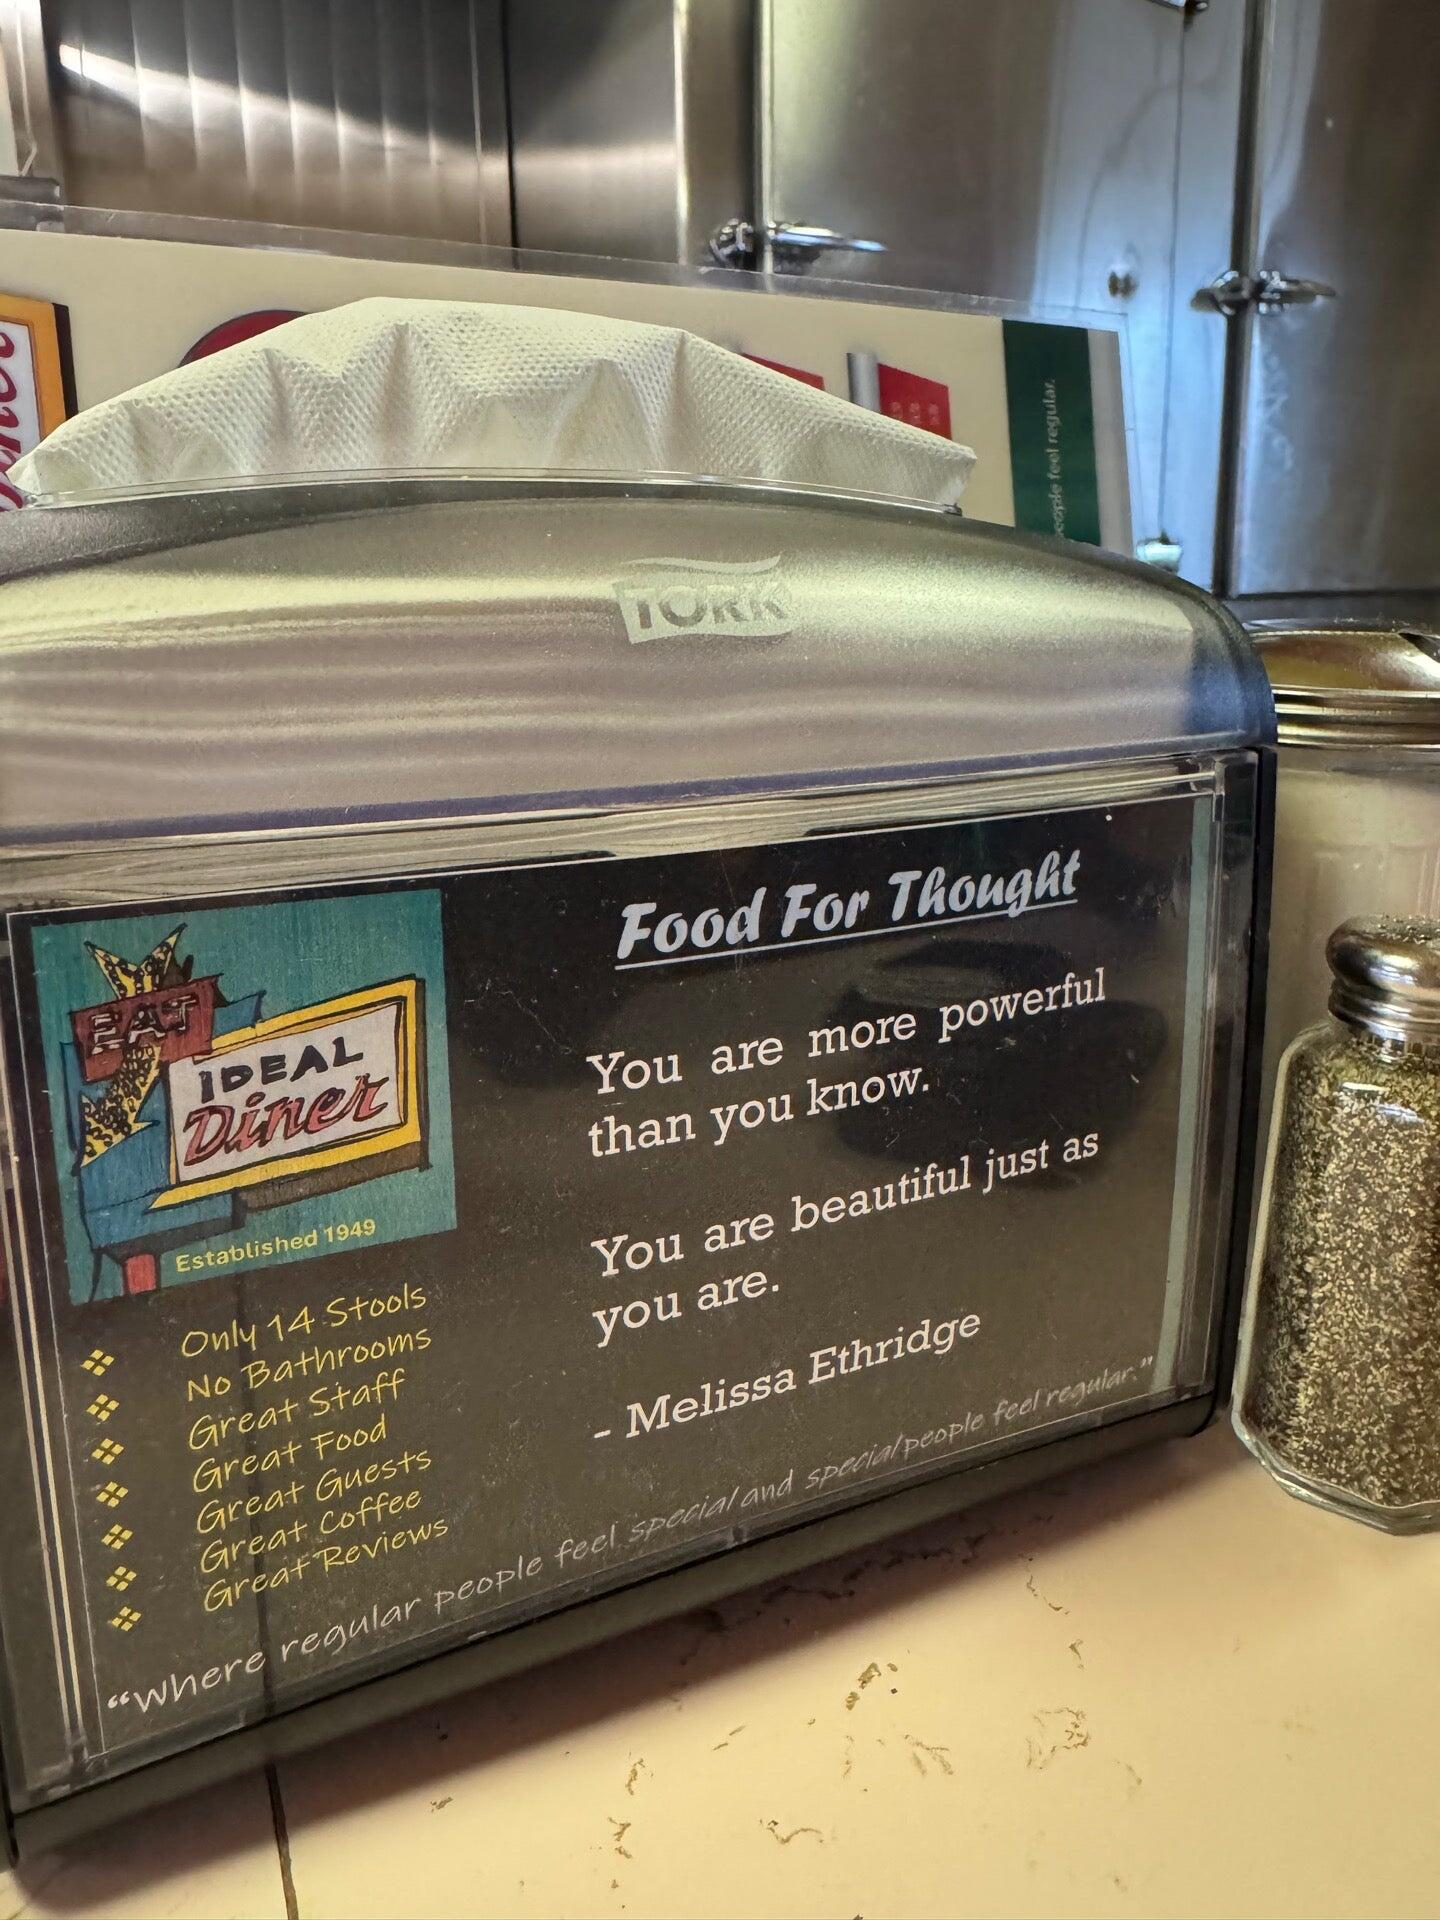 people feel regular.
TORK
Food For Thought
EAT
IDEAL
Diner
Established 1949
Only 14 Stools
No Bathrooms
Great Staff
Great Food
Great Guests
Great Coffee
Great Reviews
You are more powerful
than you know.
You are beautiful just as
you are.
- Melissa Ethridge
"Where regular people feel special and special people feel regular."